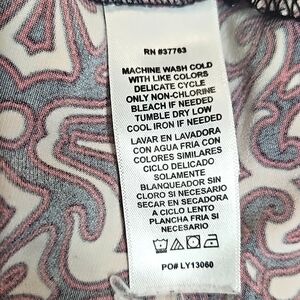 RN #37763
MACHINE WASH COLD
WITH LIKE COLORS
DELICATE CYCLE
ONLY NON-CHLORINE
BLEACH IF NEEDED
TUMBLE DRY LOW
COOL IRON IF NEEDED
LAVAR EN LAVADORA
CON AGUA FRIA CON
COLORES SIMILARES
CICLO DELICADO
SOLAMENTE
BLANQUEADOR SIN
CLORO SI NECESARIO
SECAR EN SECADORA
A CICLO LENTO
PLANCHA FRIA SI
NECESARIO
PO# LY13060